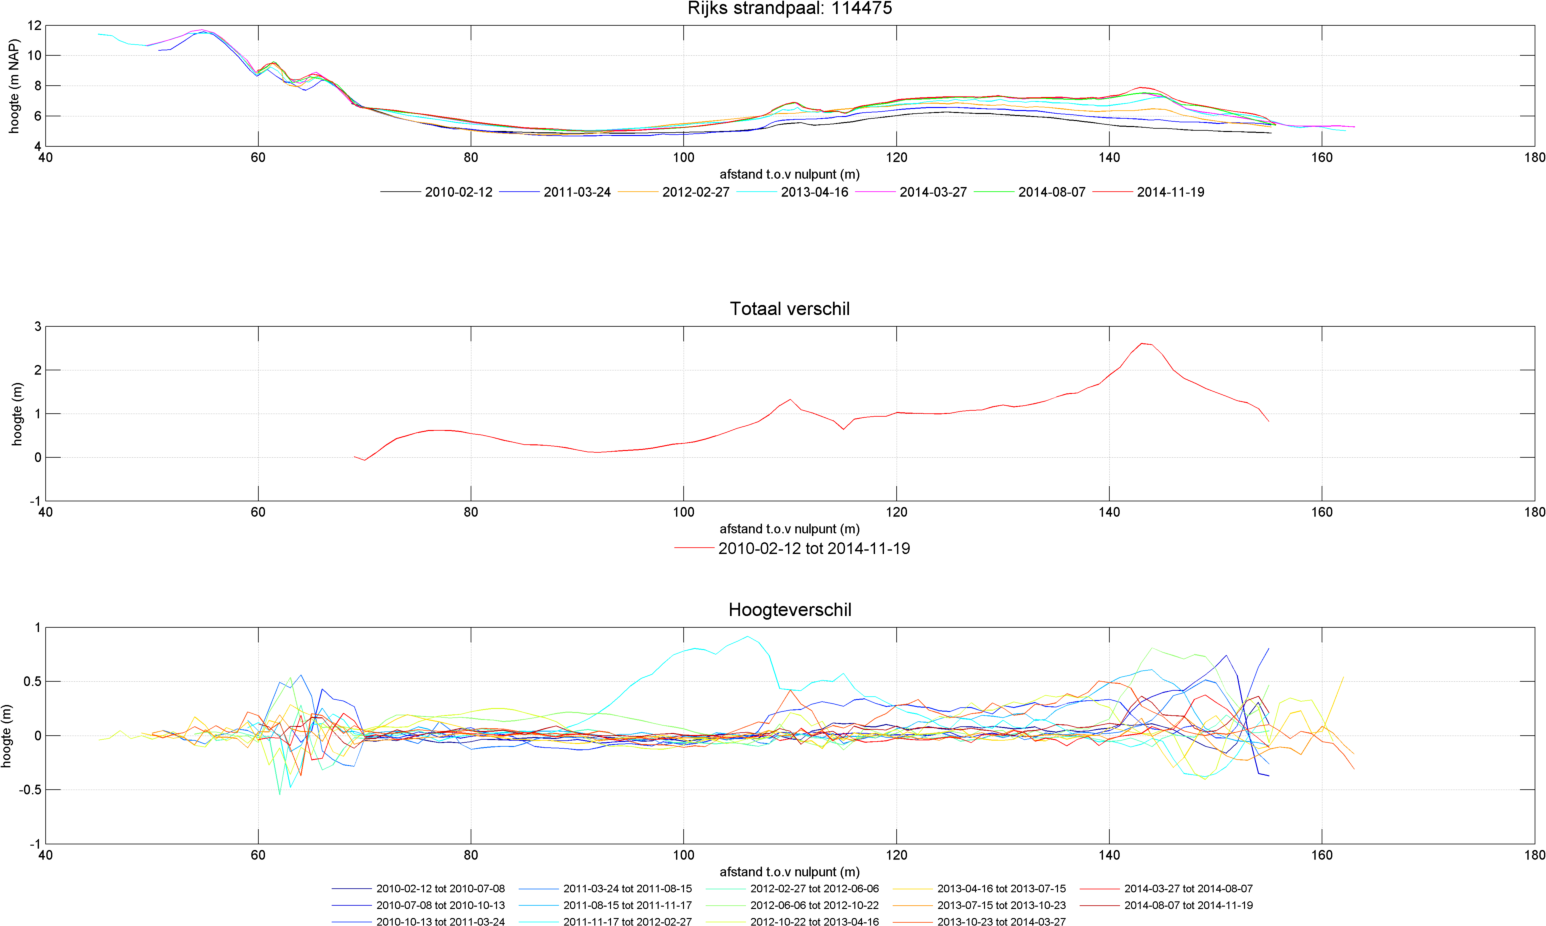 Rijks strandpaal: 114475
hoogte (m NAP)
12
10
8
6
4
40 60 80 100 120 140 160 180
afstand t.o.v nulpunt (m)
2010-02-12 2011-03-24 2012-02-27 2013-04-16 2014-03-27 2014-08-07 2014-11-19
Totaal verschil
hoogte (m)
3
2
1
0
-1
40 60 80 100 120 140 160 180
afstand t.o.v nulpunt (m)
2010-02-12 tot 2014-11-19
Hoogteverschil
hoogte (m)
1
0.5
0
-0.5
-1
40 60 80 100 120 140 160 180
afstand t.o.v nulpunt (m)
2010-02-12 tot 2010-07-08 2011-03-24 tot 2011-08-15 2012-02-27 tot 2012-06-06 2013-04-16 tot 2013-07-15 2014-03-27 tot 2014-08-07
2010-07-08 tot 2010-10-13 2011-08-15 tot 2011-11-17 2012-06-06 tot 2012-10-22 2013-07-15 tot 2013-10-23 2014-08-07 tot 2014-11-19
2010-10-13 tot 2011-03-24 2011-11-17 tot 2012-02-27 2012-10-22 tot 2013-04-16 2013-10-23 tot 2014-03-27